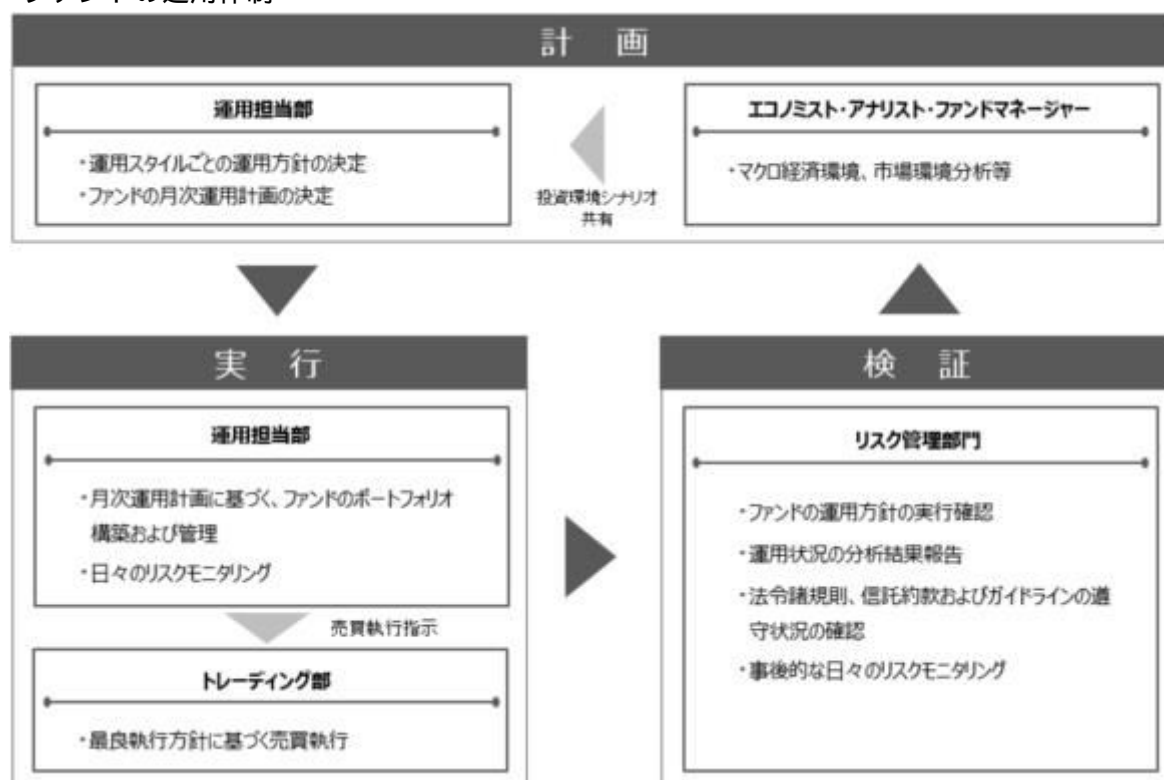 計 画
運用担当部
・運用スタイルごとの運用方針の決定
・ファンドの月次運用計画の決定
投資環境シナリオ
共有
エコノミスト・アナリスト・ファンドマネージャー
・マクロ経済環境、市場環境分析等
実 行
運用担当部
・月次運用計画に基づく、ファンドのポートフォリオ
構築および管理
・日々のリスクモニタリング
売買執行指示
トレーディング部
・最良執行方針に基づく売買執行
検 証
リスク管理部門
・ファンドの運用方針の実行確認
・運用状況の分析結果報告
・法令諸規則、信託約款およびガイドラインの遵
守状況の確認
・事後的な日々のリスクモニタリング